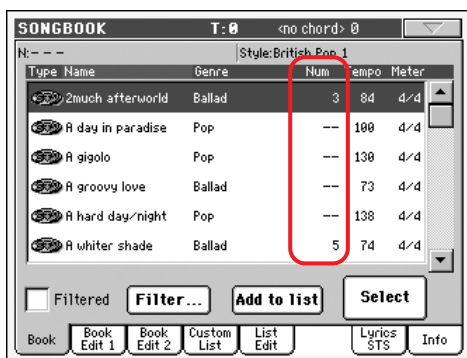 SONGBOOK T:0 <no chord> 0
N:--- Style:British Pop 1
Type Name Genre Num Tempo Meter
2much afterworld Ballad 3 84 4/4
A day in paradise Pop -- 100 4/4
A gigolo Pop -- 130 4/4
A groovy love Ballad -- 73 4/4
A hard day/night Pop -- 138 4/4
A whiter shade Ballad 5 74 4/4
Filtered Filter... Add to list Select
Book Book Edit 1 Book Edit 2 Custom List List Edit Lyrics STS Info